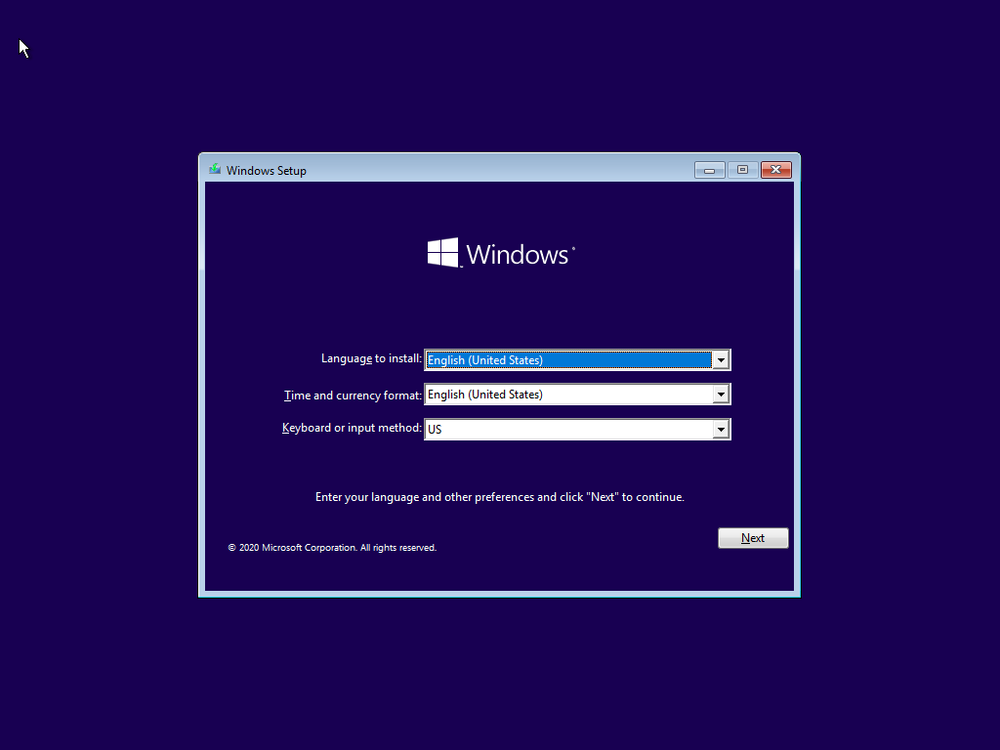 Windows Setup
Windows
Language to install: English (United States)
Time and currency format: English (United States)
Keyboard or input method: US
Enter your language and other preferences and click "Next" to continue.
Next
© 2020 Microsoft Corporation. All rights reserved.